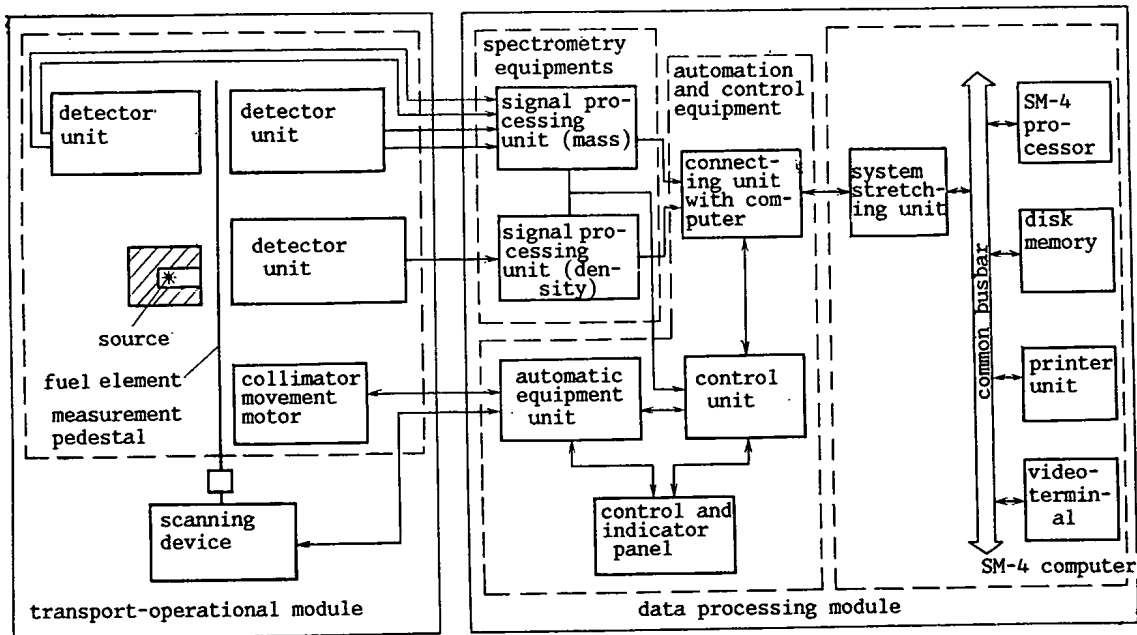 spectrometry
equipments
automation
and control
equipment
detector
unit
detector
unit
signal pro-
cessing
unit (mass)
SM-4
pro-
cessor
connect-
ing unit
with com-
puter
system
stretch-
ing unit
detector
unit
signal pro-
cessing
unit (den-
sity)
disk
memory
common busbar
source
fuel element
measurement
pedestal
collimator
movement
motor
automatic
equipment
unit
control
unit
printer
unit
scanning
device
control and
indicator
panel
video-
termin-
al
SM-4 computer
transport-operational module
data processing module